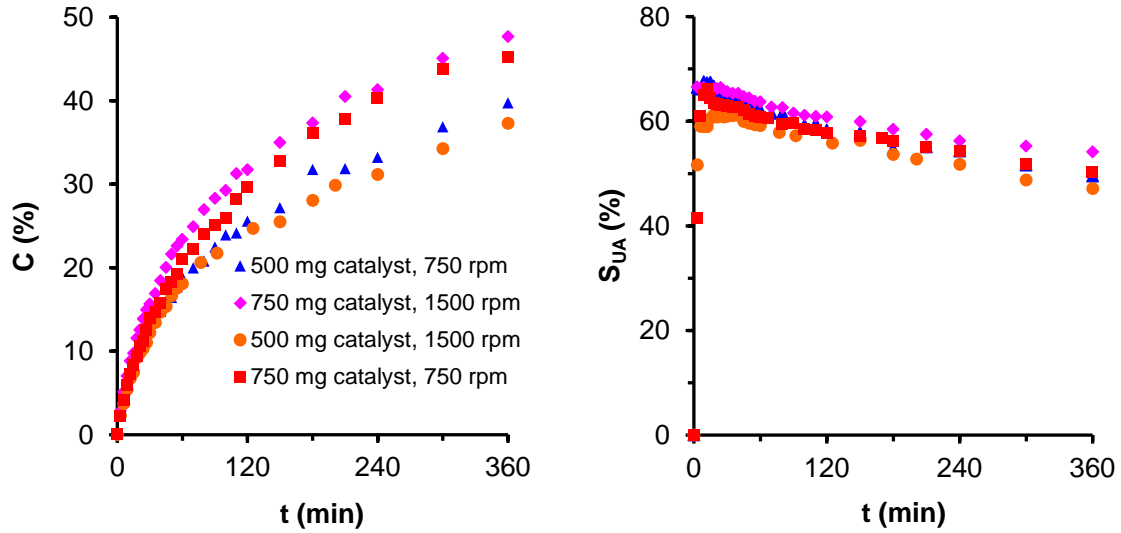 50
40
30
20
10
0
C (%)
0
120
240
360
t (min)
500 mg catalyst, 750 rpm
750 mg catalyst, 1500 rpm
500 mg catalyst, 1500 rpm
750 mg catalyst, 750 rpm
80
60
40
20
0
S_UA (%)
0
120
240
360
t (min)